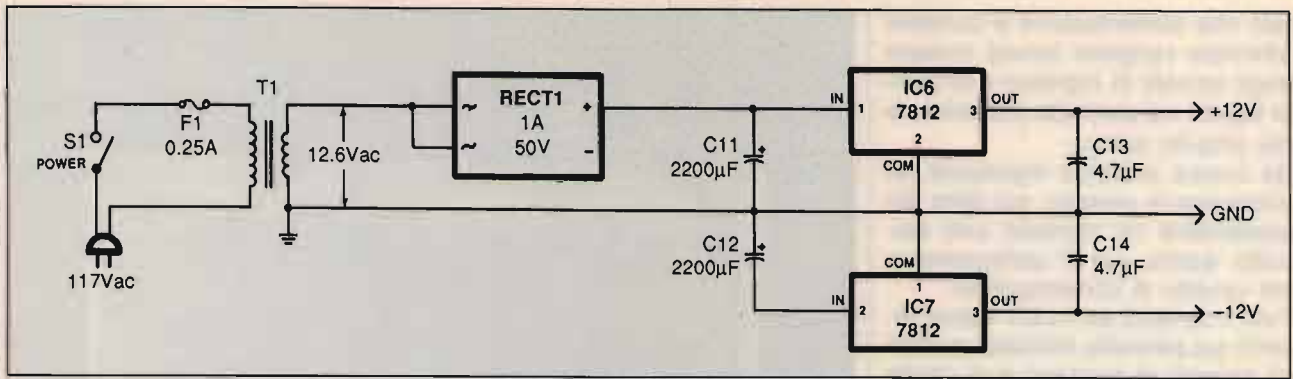 S1
POWER
117Vac
F1
0.25A
T1
12.6Vac
~
~
RECT1
1A
50V
+
−
C11
2200µF
+
C12
2200µF
+
IN
1
IC6
7812
2
3
OUT
COM
COM
IN
2
1
IC7
7812
3
OUT
C13
4.7µF
C14
4.7µF
+12V
GND
−12V